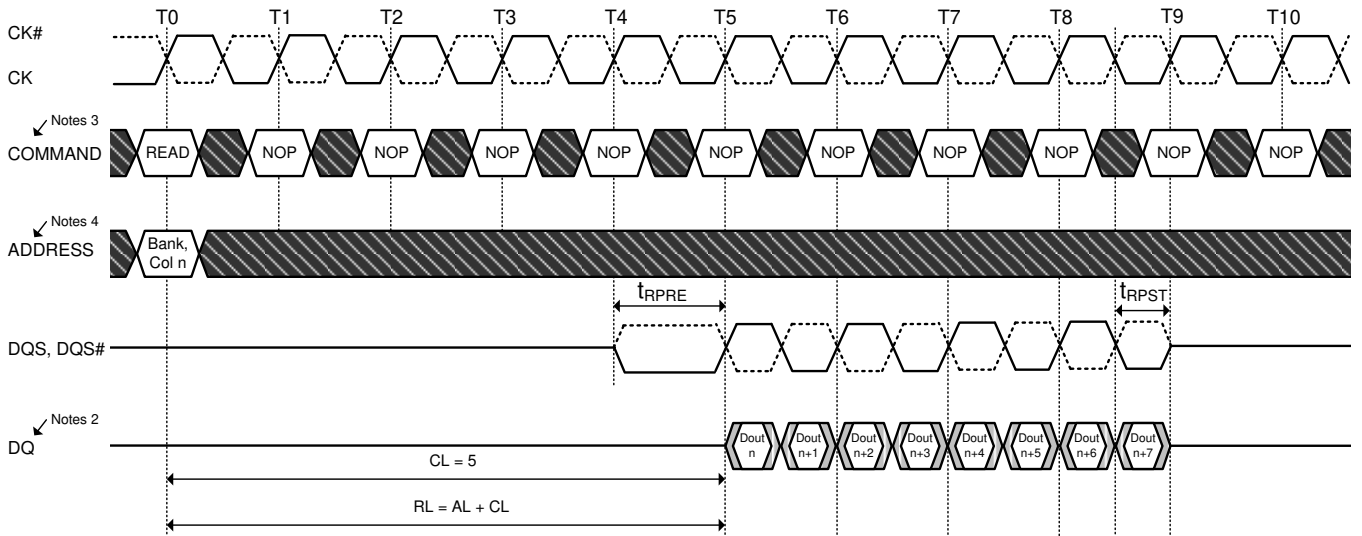 T0 T1 T2 T3 T4 T5 T6 T7 T8 T9 T10
CK#
CK
Notes 3
COMMAND READ NOP NOP NOP NOP NOP NOP NOP NOP NOP NOP
Notes 4
ADDRESS
Bank,
Col n
tRPRE tRPST
DQS, DQS#
Notes 2
DQ
Dout Dout Dout Dout Dout Dout Dout Dout
n n+1 n+2 n+3 n+4 n+5 n+6 n+7
CL = 5
RL = AL + CL